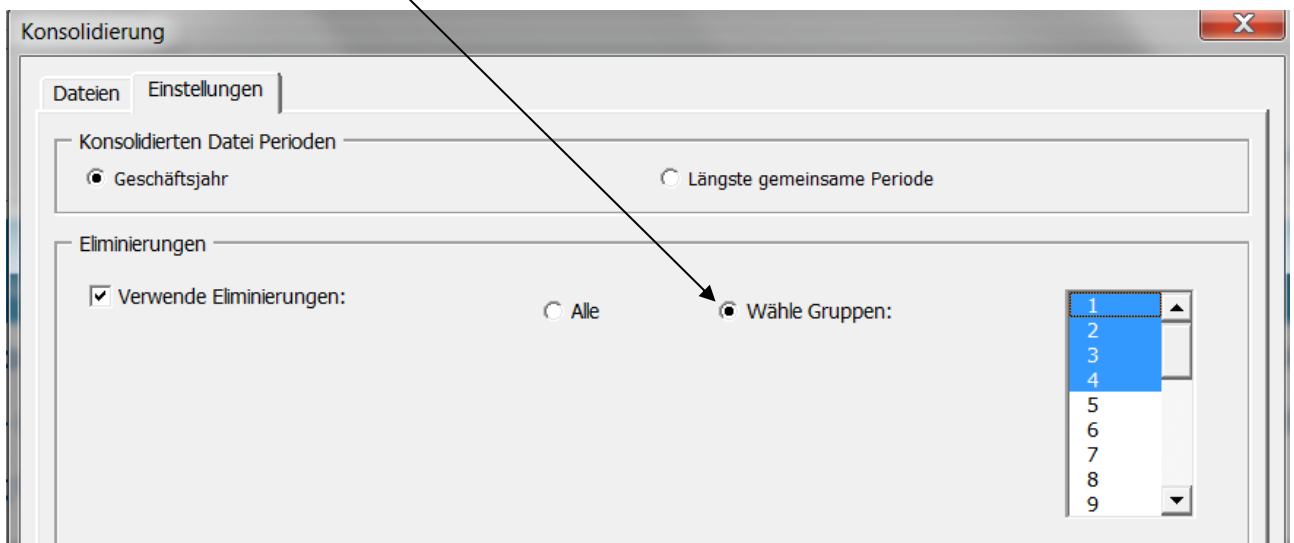 Konsolidierung
X
Dateien Einstellungen
Konsolidierten Datei Perioden
Geschäftsjahr Längste gemeinsame Periode
Eliminierungen
Verwende Eliminierungen: Alle Wähle Gruppen:
1
2
3
4
5
6
7
8
9